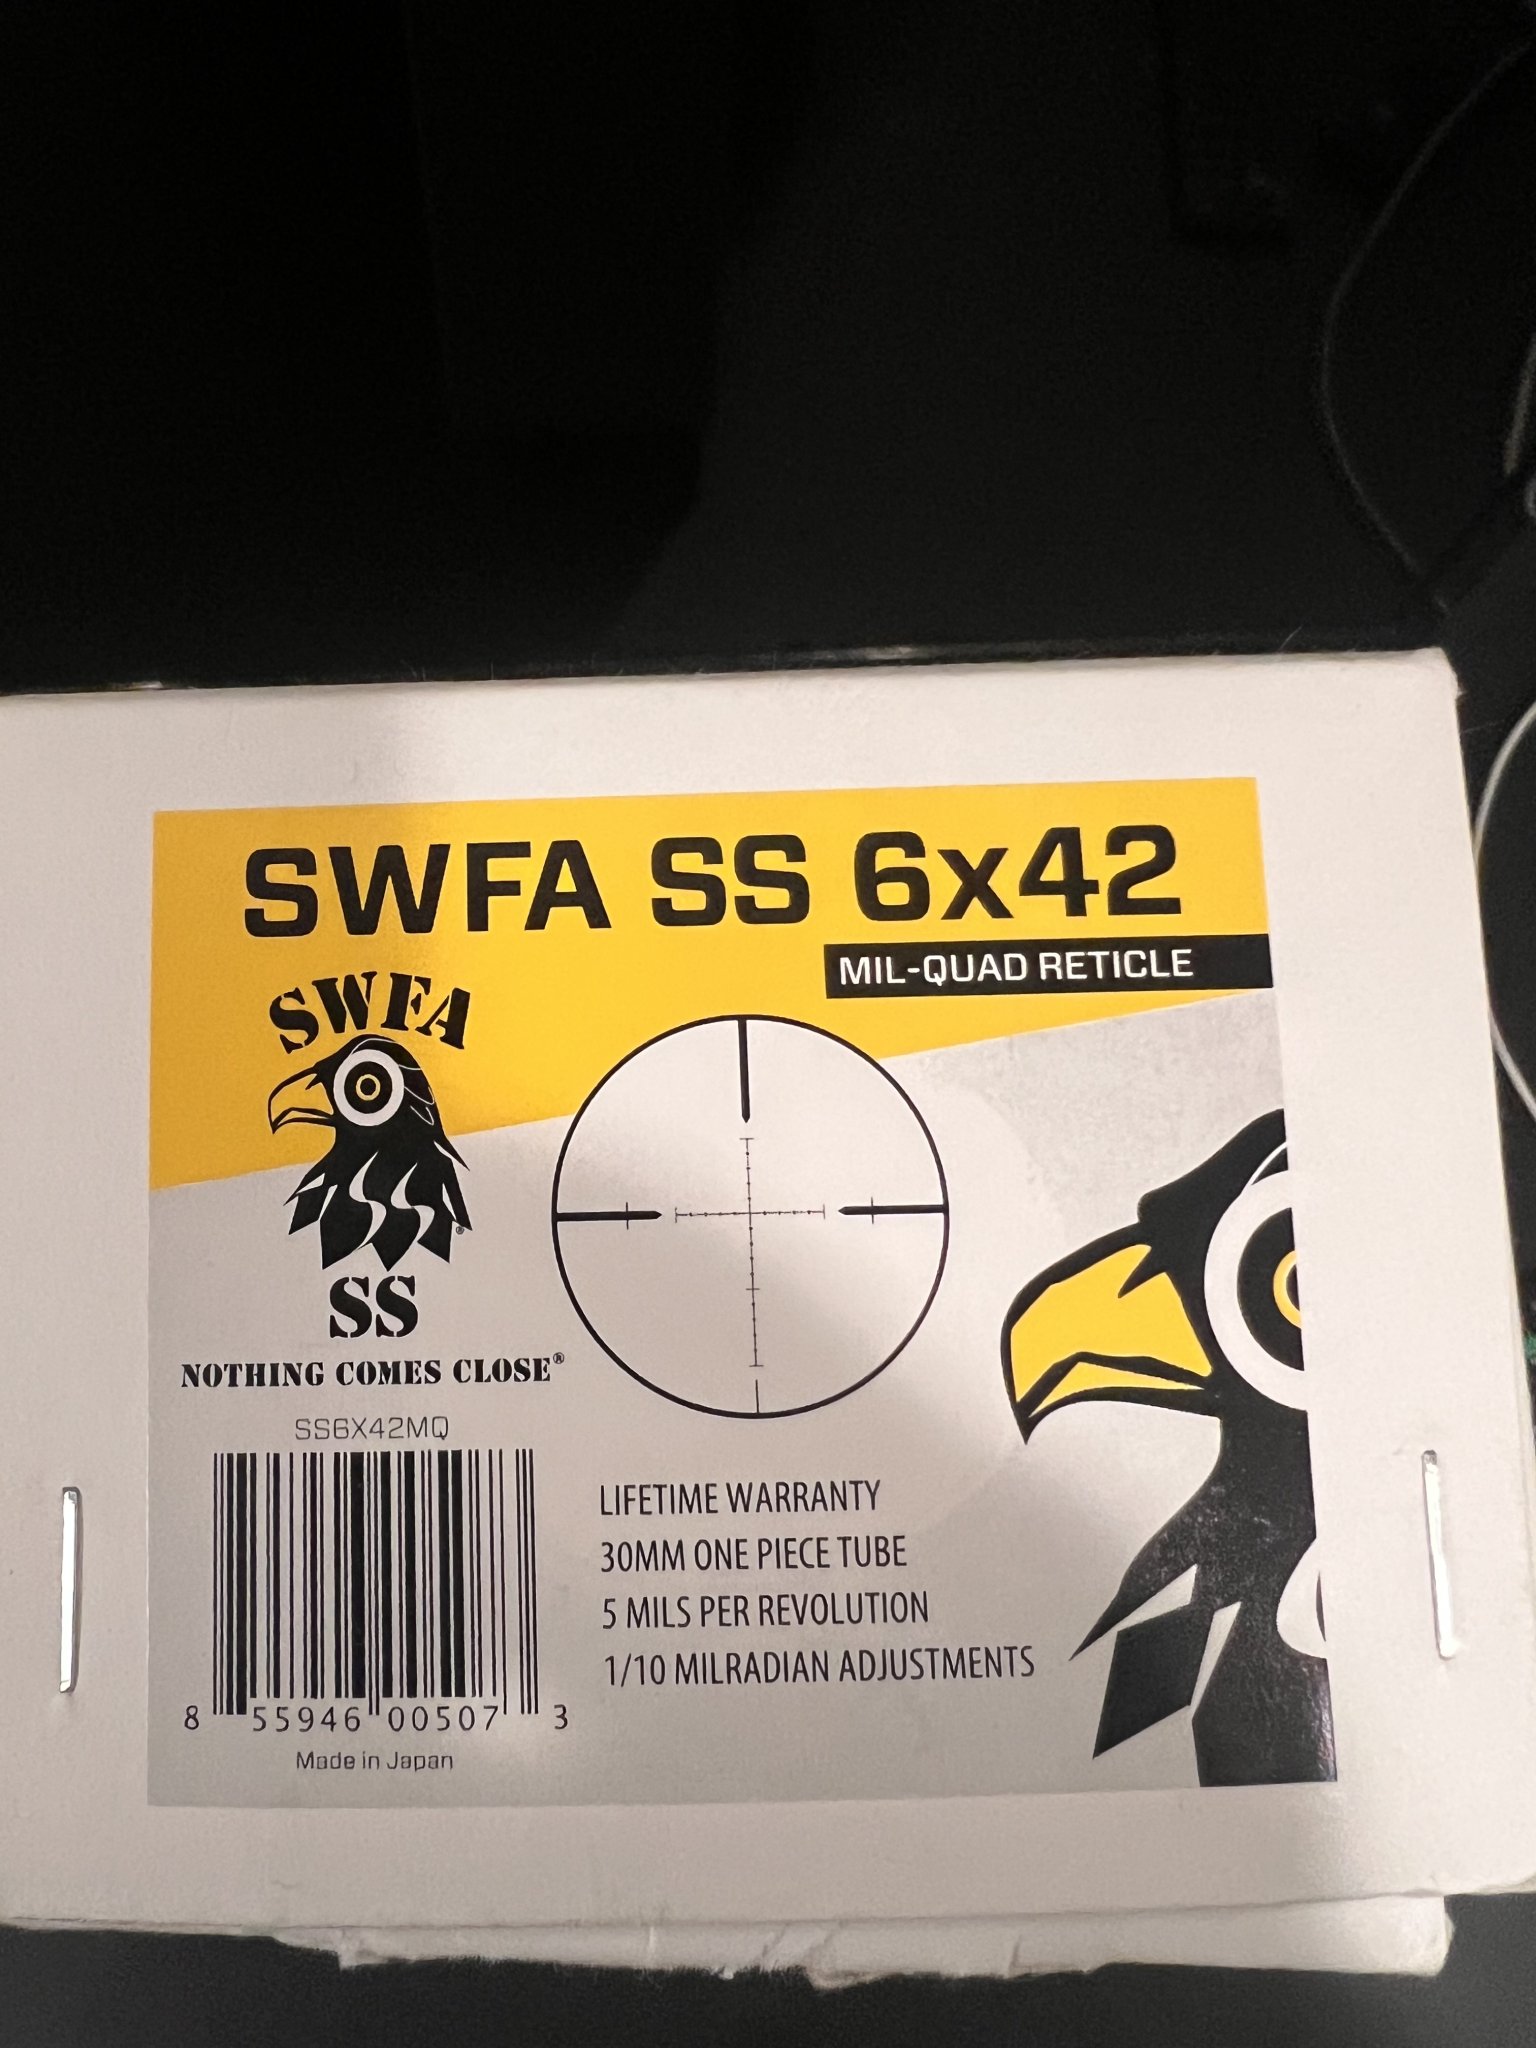 SWFA SS 6x42
MIL-QUAD RETICLE
SWFA
SS
SS
NOTHING COMES CLOSE®
SS6X42MQ
8 55946 00507 3
Made in Japan
LIFETIME WARRANTY
30MM ONE PIECE TUBE
5 MILS PER REVOLUTION
1/10 MILRADIAN ADJUSTMENTS